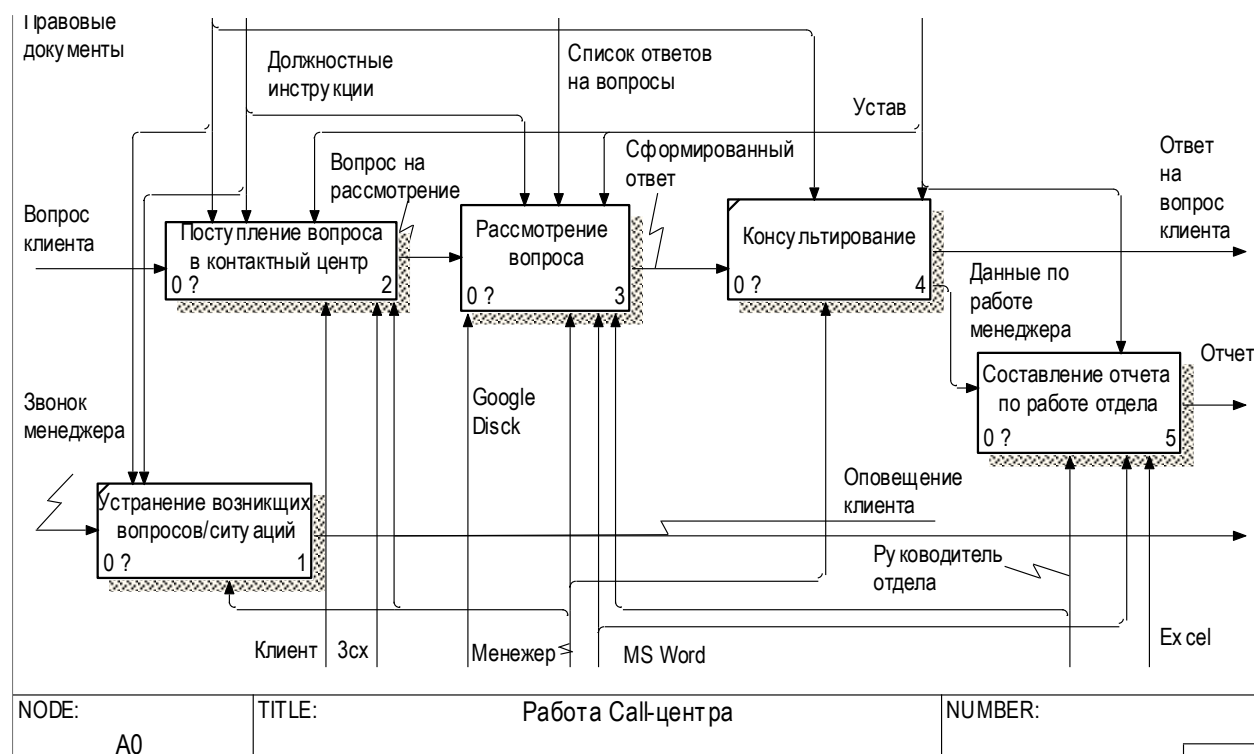 Правовые
документы
Должностные
инструкции
Список ответов
на вопросы
Устав
Ответ
на
вопрос
клиента
Вопрос на
рассмотрение
Сформированный
ответ
Вопрос
клиента
Поступление вопроса
в контактный центр
0 ? 2
Рассмотрение
вопроса
0 ? 3
Консультирование
0 ? 4
Данные по
работе
менеджера
Отчет
Составление отчета
по работе отдела
0 ? 5
Google
Disck
Звонок
менеджера
Устранение возникщих
вопросов/ситуаций
0 ? 1
Оповещение
клиента
Руководитель
отдела
Клиент
3cx
Менежер
MS Word
Excel
NODE:
A0
TITLE:
Работа Call-центра
NUMBER: